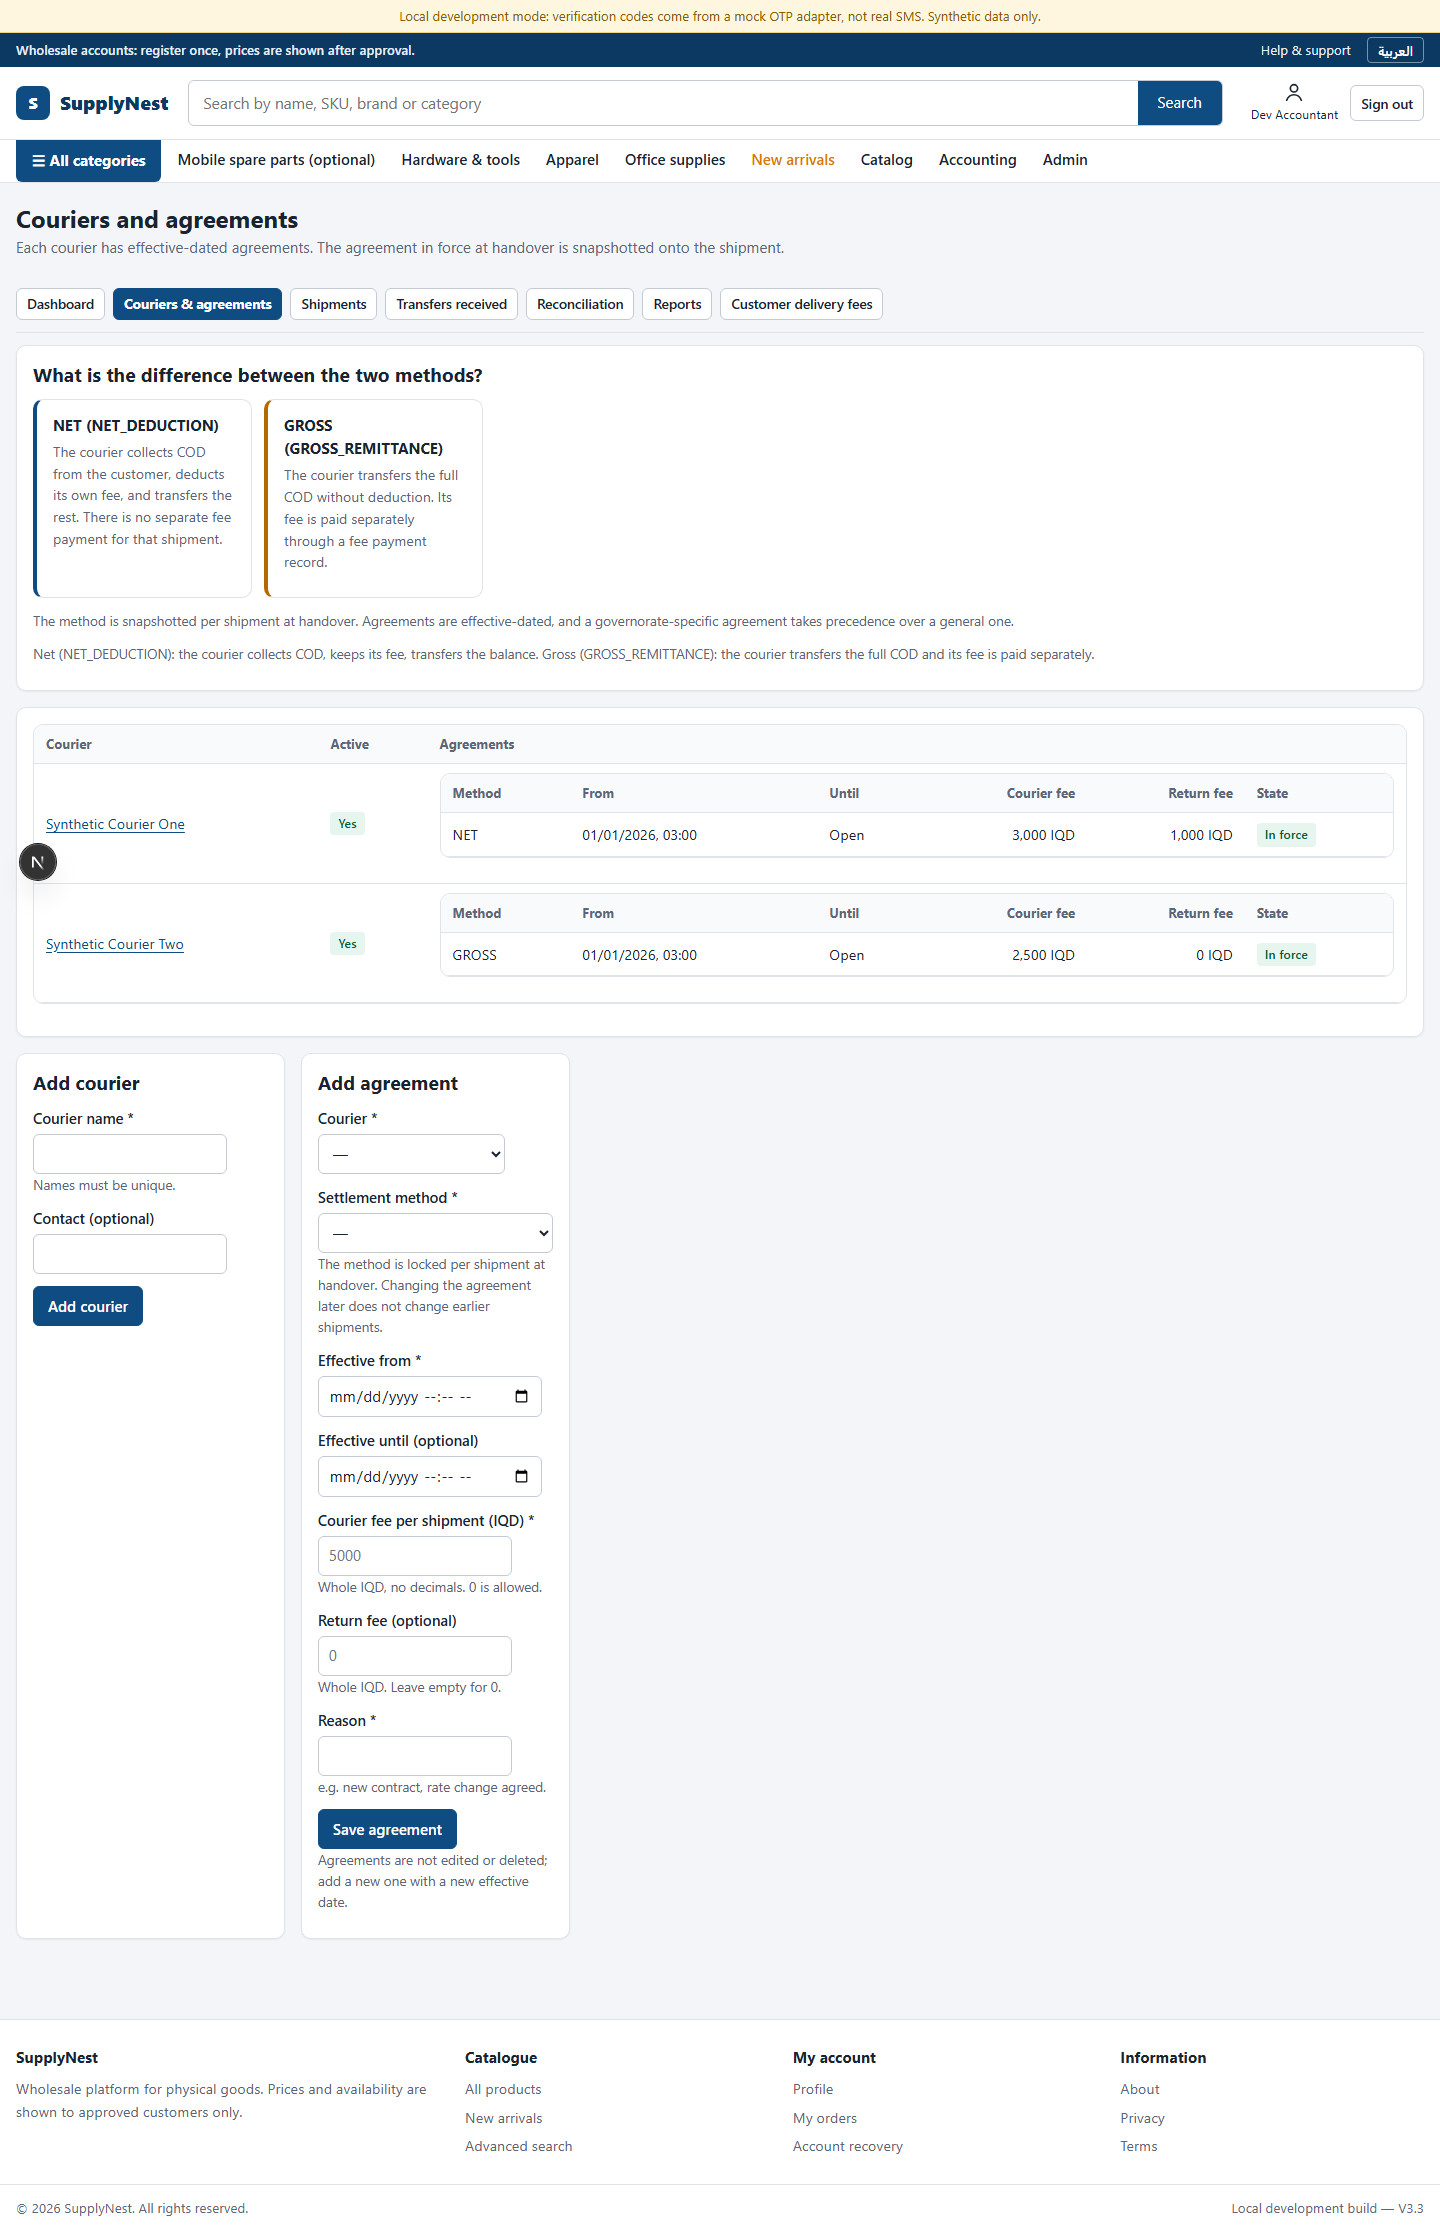 Local development mode: verification codes come from a mock OTP adapter, not real SMS. Synthetic data only.
Wholesale accounts: register once, prices are shown after approval.
Help & support
العربية
S
SupplyNest
Search by name, SKU, brand or category
Search
Dev Accountant
Sign out
☰ All categories
Mobile spare parts (optional)
Hardware & tools
Apparel
Office supplies
New arrivals
Catalog
Accounting
Admin
Couriers and agreements
Each courier has effective-dated agreements. The agreement in force at handover is snapshotted onto the shipment.
Dashboard
Couriers & agreements
Shipments
Transfers received
Reconciliation
Reports
Customer delivery fees
What is the difference between the two methods?
NET (NET_DEDUCTION)
The courier collects COD
from the customer, deducts
its own fee, and transfers the
rest. There is no separate fee
payment for that shipment.
GROSS
(GROSS_REMITTANCE)
The courier transfers the full
COD without deduction. Its
fee is paid separately
through a fee payment
record.
The method is snapshotted per shipment at handover. Agreements are effective-dated, and a governorate-specific agreement takes precedence over a general one.
Net (NET_DEDUCTION): the courier collects COD, keeps its fee, transfers the balance. Gross (GROSS_REMITTANCE): the courier transfers the full COD and its fee is paid separately.
Courier Active Agreements
Method From Until Courier fee Return fee State
Synthetic Courier One Yes
NET 01/01/2026, 03:00 Open 3,000 IQD 1,000 IQD In force
N
Method From Until Courier fee Return fee State
Synthetic Courier Two Yes
GROSS 01/01/2026, 03:00 Open 2,500 IQD 0 IQD In force
Add courier
Courier name *
Names must be unique.
Contact (optional)
Add courier
Add agreement
Courier *
—
Settlement method *
—
The method is locked per shipment at
handover. Changing the agreement
later does not change earlier
shipments.
Effective from *
mm/dd/yyyy --:-- --
Effective until (optional)
mm/dd/yyyy --:-- --
Courier fee per shipment (IQD) *
5000
Whole IQD, no decimals. 0 is allowed.
Return fee (optional)
0
Whole IQD. Leave empty for 0.
Reason *
e.g. new contract, rate change agreed.
Save agreement
Agreements are not edited or deleted;
add a new one with a new effective
date.
SupplyNest
Wholesale platform for physical goods. Prices and availability are
shown to approved customers only.
Catalogue
All products
New arrivals
Advanced search
My account
Profile
My orders
Account recovery
Information
About
Privacy
Terms
© 2026 SupplyNest. All rights reserved.
Local development build — V3.3